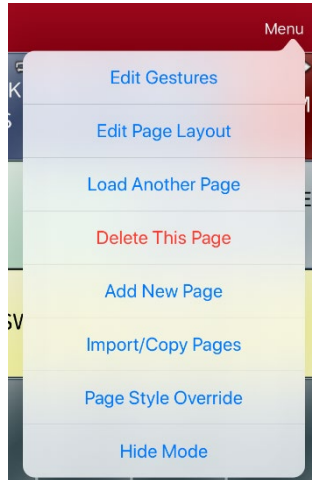 Menu
Edit Gestures
Edit Page Layout
Load Another Page
Delete This Page
Add New Page
Import/Copy Pages
Page Style Override
Hide Mode